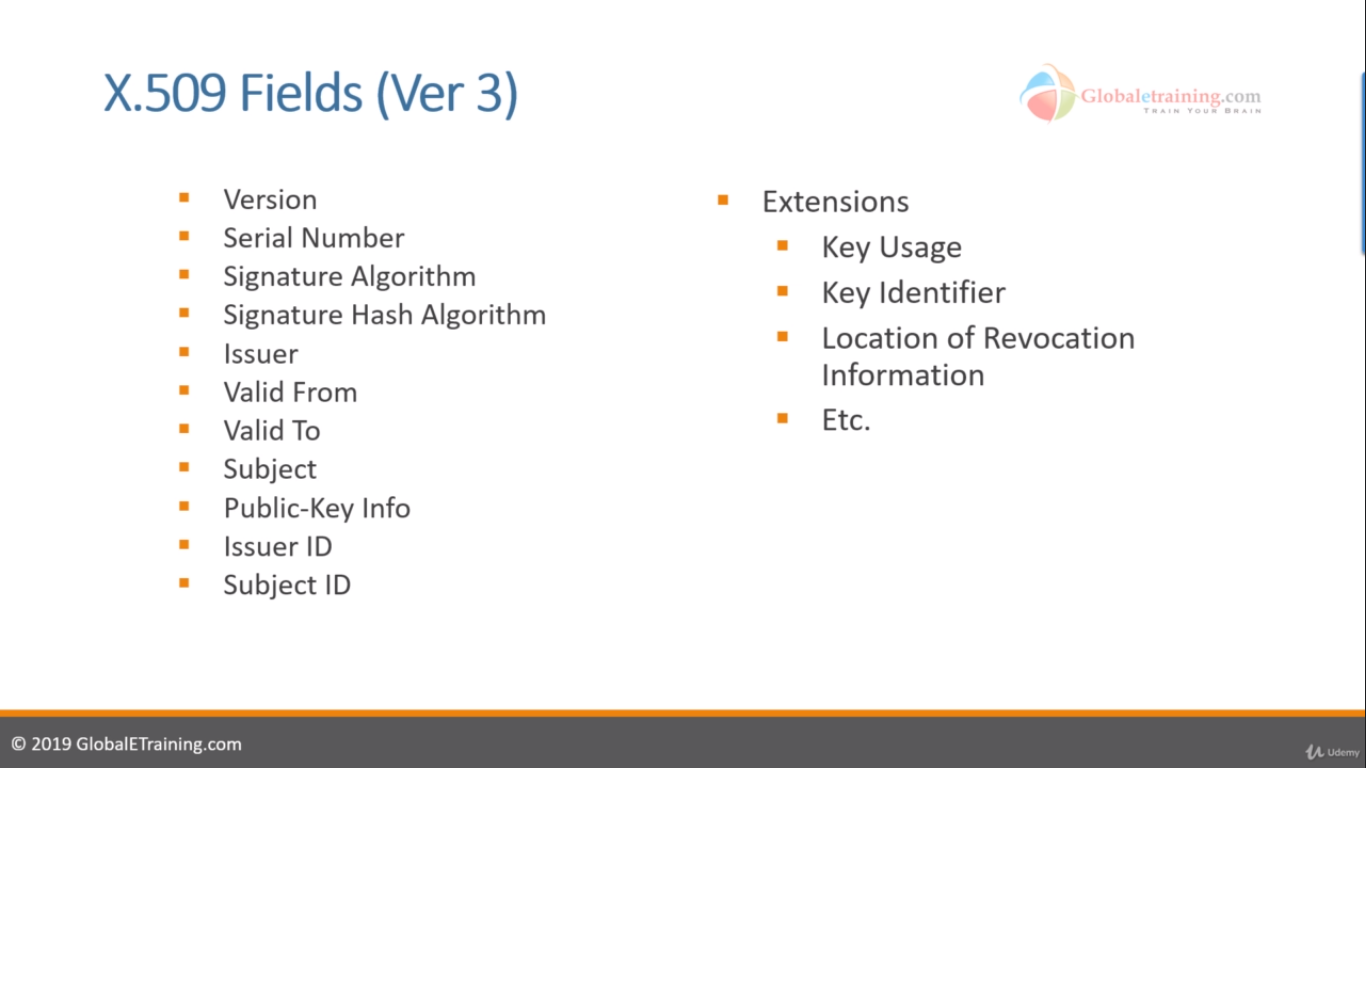 X.509 Fields (Ver 3)
Globaletraining.com
TRAIN YOUR BRAIN
Version
Serial Number
Signature Algorithm
Signature Hash Algorithm
Issuer
Valid From
Valid To
Subject
Public-Key Info
Issuer ID
Subject ID
Extensions
Key Usage
Key Identifier
Location of Revocation
Information
Etc.
© 2019 GlobalETraining.com
Udemy